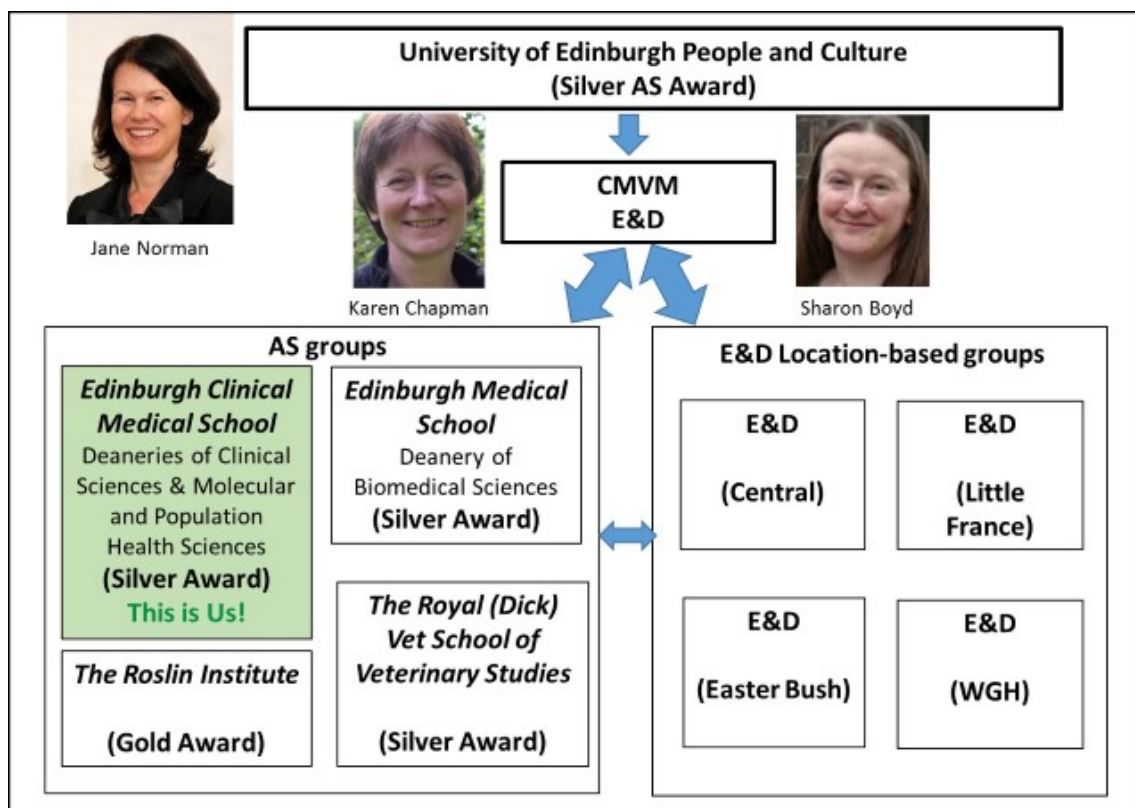 University of Edinburgh People and Culture
(Silver AS Award)
Jane Norman
CMVM
E&D
Karen Chapman
Sharon Boyd
AS groups
Edinburgh Clinical
Medical School
Deaneries of Clinical
Sciences & Molecular
and Population
Health Sciences
(Silver Award)
This is Us!
Edinburgh Medical
School
Deanery of
Biomedical Sciences
(Silver Award)
The Roslin Institute
(Gold Award)
The Royal (Dick)
Vet School of
Veterinary Studies
(Silver Award)
E&D Location-based groups
E&D
(Central)
E&D
(Little
France)
E&D
(Easter Bush)
E&D
(WGH)